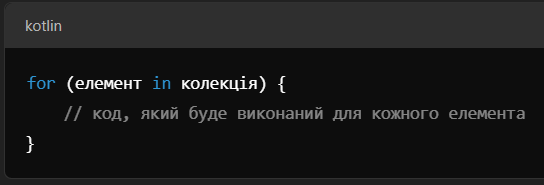 kotlin
for (елемент in колекція) {
    // код, який буде виконаний для кожного елемента
}